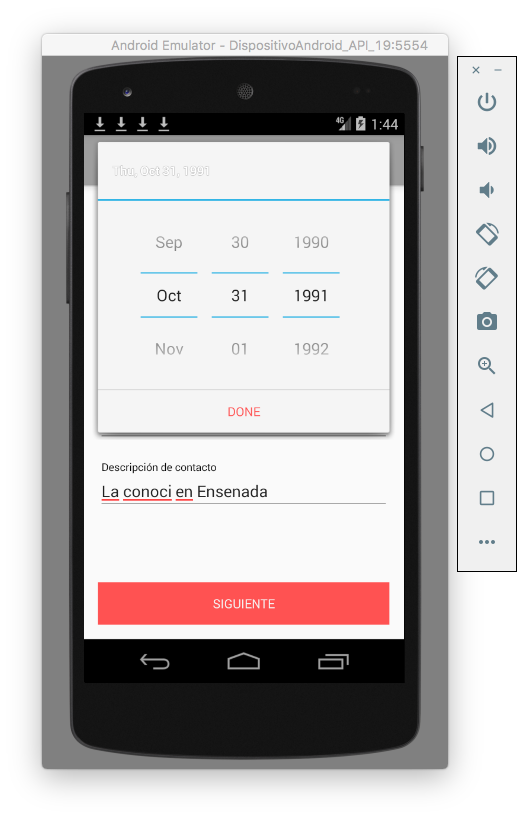 Android Emulator - DispositivoAndroid_API_19:5554
4G 1:44
Thu, Oct 31, 1991
Sep 30 1990
Oct 31 1991
Nov 01 1992
DONE
Descripción de contacto
La conoci en Ensenada
SIGUIENTE